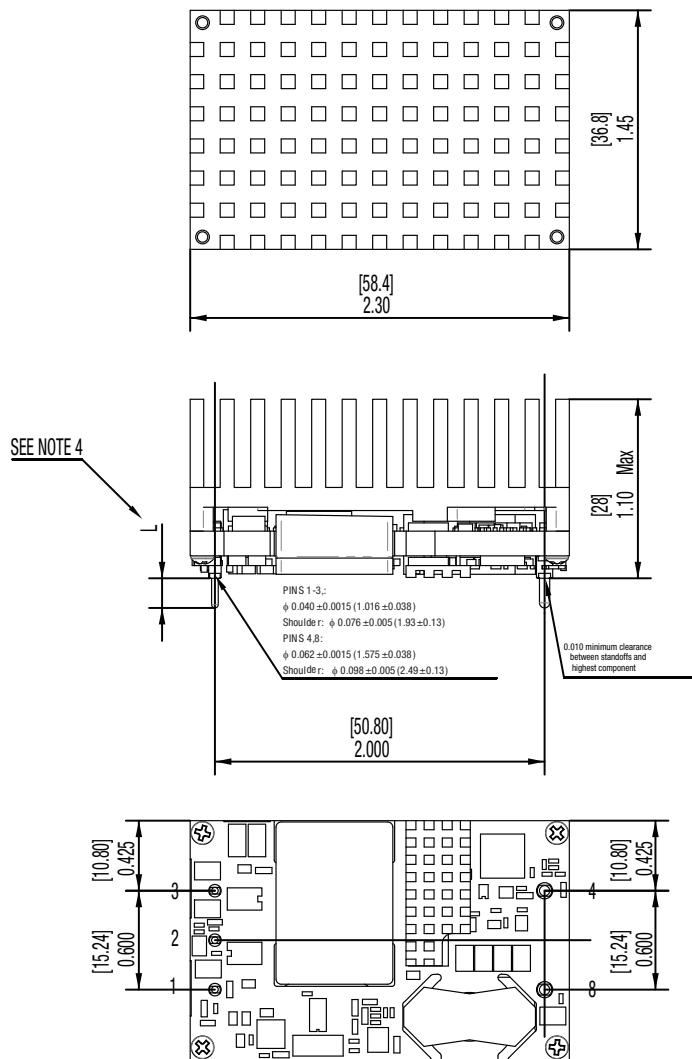 [36.8]
1.45
[58.4]
2.30
SEE NOTE 4
L
[28]
1.10 Max
PINS 1-3,:
ϕ 0.040 ±0.0015 (1.016 ±0.038)
Shoulder: ϕ 0.076 ±0.005 (1.93 ±0.13)
PINS 4,8:
ϕ 0.062 ±0.0015 (1.575 ±0.038)
Shoulder: ϕ 0.098 ±0.005 (2.49 ±0.13)
0.010 minimum clearance
between standoffs and
highest component
[50.80]
2.000
[10.80]
0.425
[10.80]
0.425
3
4
[15.24]
0.600
2
[15.24]
0.600
1
8